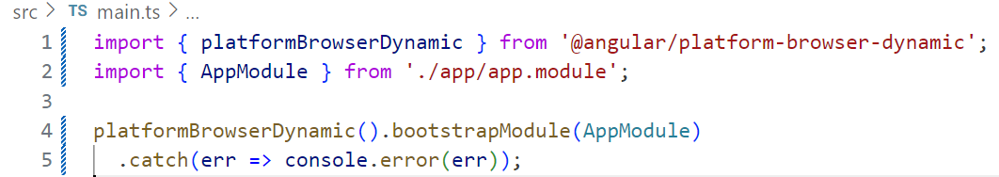 src > TS main.ts > ...
1 import { platformBrowserDynamic } from '@angular/platform-browser-dynamic';
2 import { AppModule } from './app/app.module';
3
4 platformBrowserDynamic().bootstrapModule(AppModule)
5   .catch(err => console.error(err));